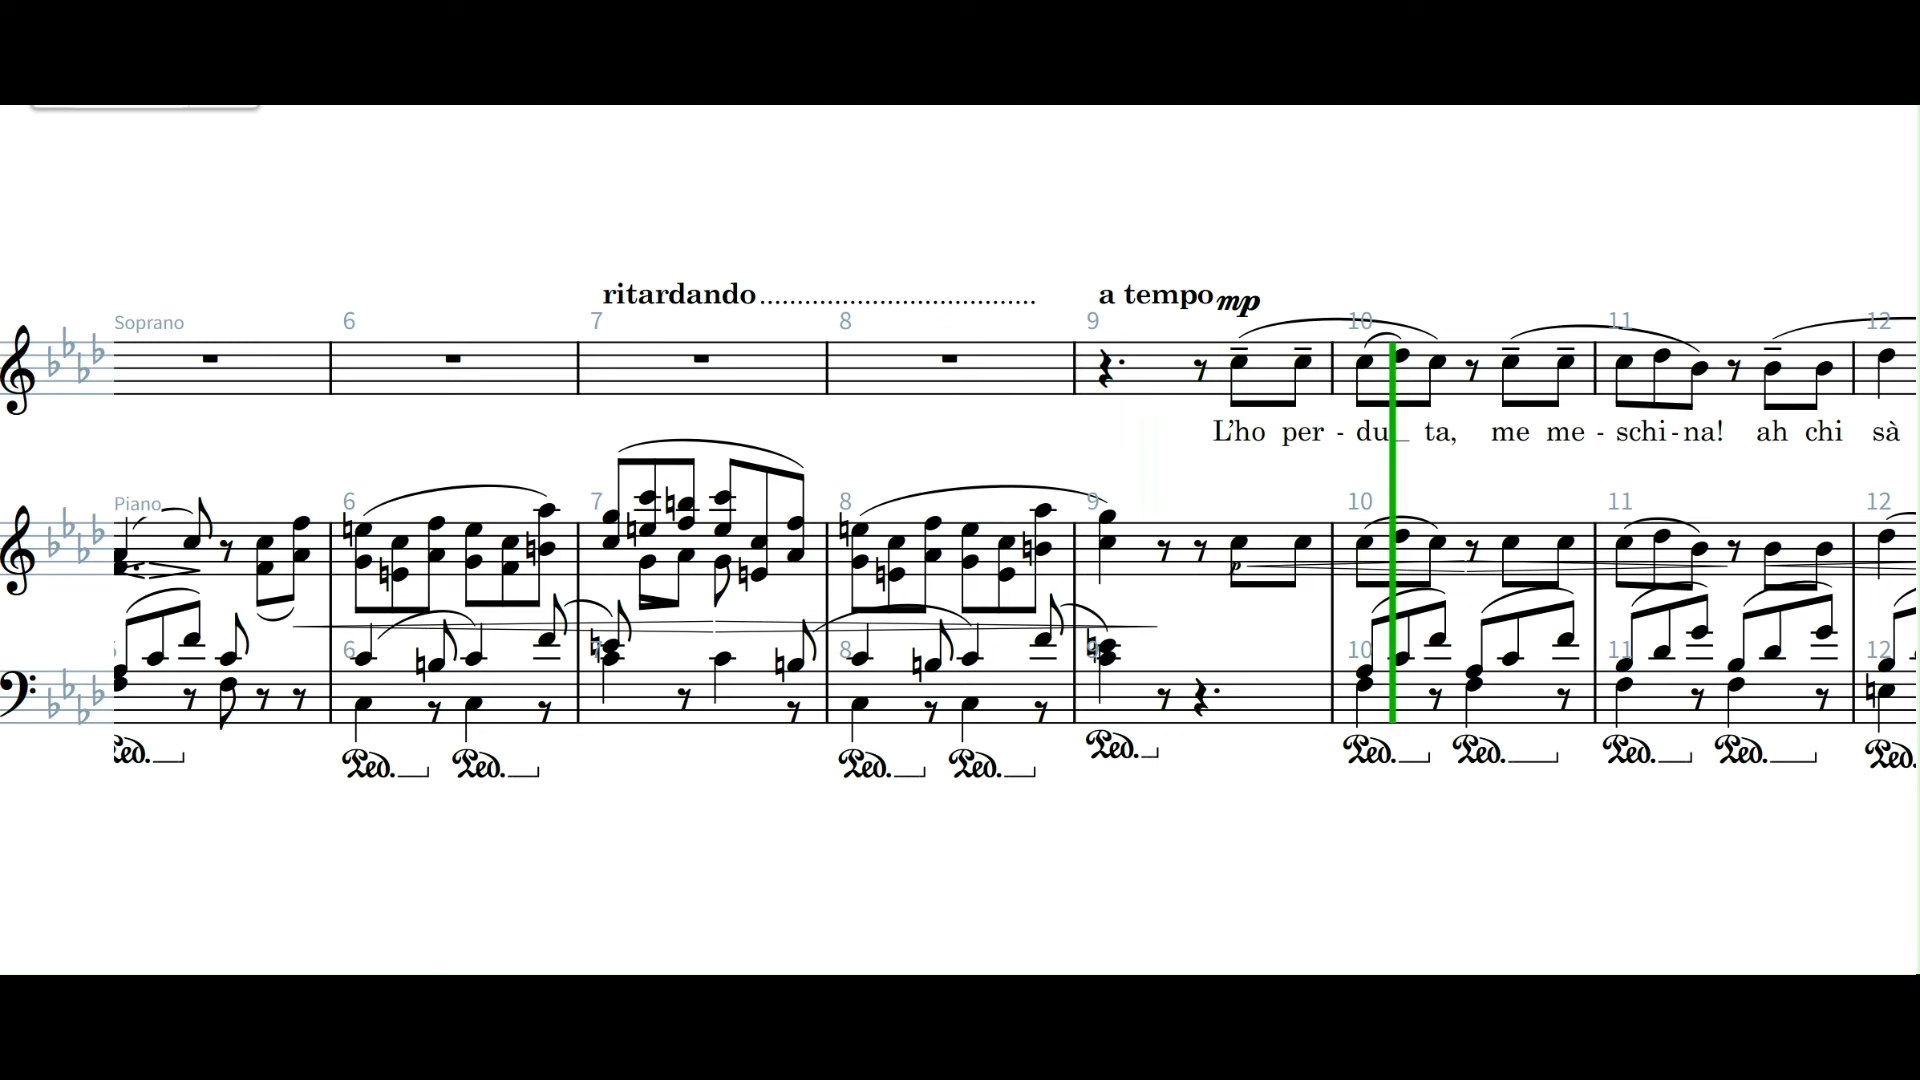 ritardando.....................................
a tempo mp
Soprano 6 7 8 9 10 11 12
L'ho per - du_ ta, me me - schi - na! ah chi sà
Piano 6 7 8 9 10 11 12
p
6 8 10 11 12
Ped. Ped. Ped. Ped. Ped. Ped. Ped. Ped. Ped. Ped. Ped.